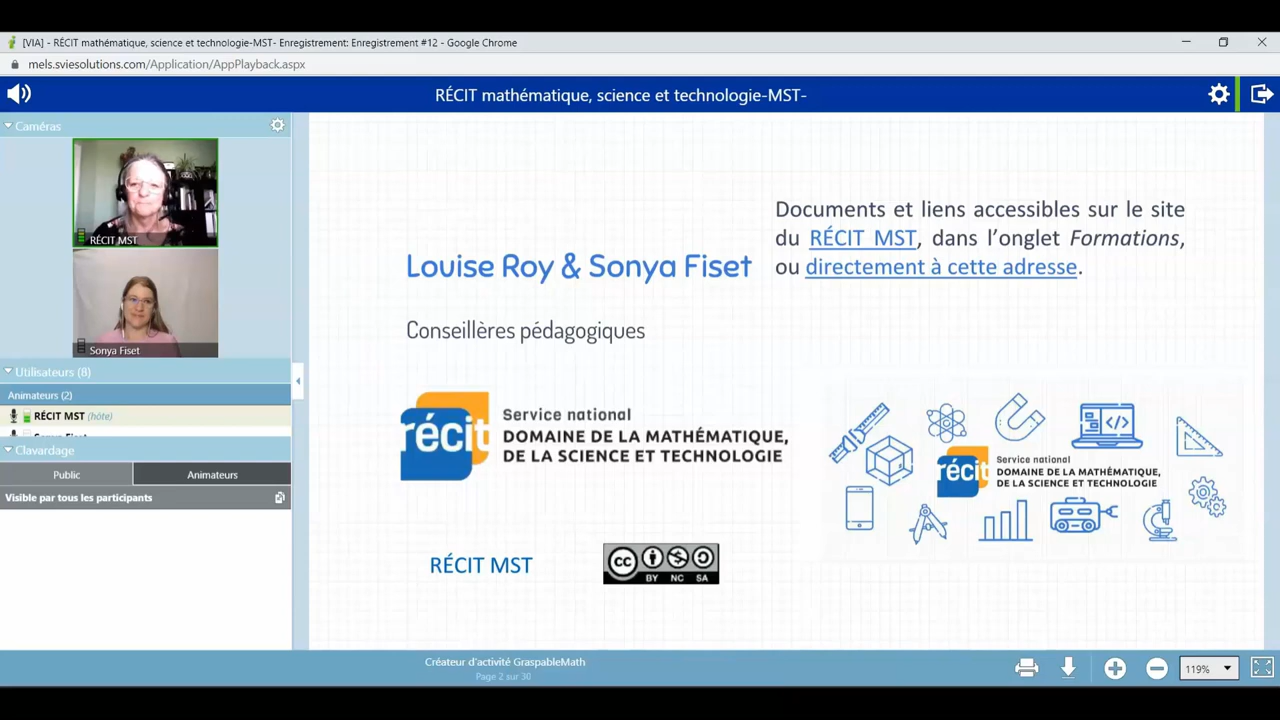 [VIA] - RÉCIT mathématique, science et technologie-MST- Enregistrement: Enregistrement #12 - Google Chrome
mels.sviesolutions.com/Application/AppPlayback.aspx
RÉCIT mathématique, science et technologie-MST-
Caméras
RÉCIT MST
Sonya Fiset
Utilisateurs (8)
Animateurs (2)
RÉCIT MST (hôte)
Clavardage
Public
Animateurs
Visible par tous les participants
Louise Roy & Sonya Fiset
Conseillères pédagogiques
Documents et liens accessibles sur le site
du RÉCIT MST, dans l’onglet Formations,
ou directement à cette adresse.
récit
Service national
DOMAINE DE LA MATHÉMATIQUE,
DE LA SCIENCE ET TECHNOLOGIE
récit
Service national
DOMAINE DE LA MATHÉMATIQUE,
DE LA SCIENCE ET TECHNOLOGIE
</>
RÉCIT MST
cc
BY NC SA
Créateur d'activité GraspableMath
Page 2 sur 30
119%